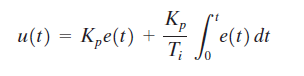 u(t) = K_p e(t) + \frac{K_p}{T_i} \int_0^t e(t) dt